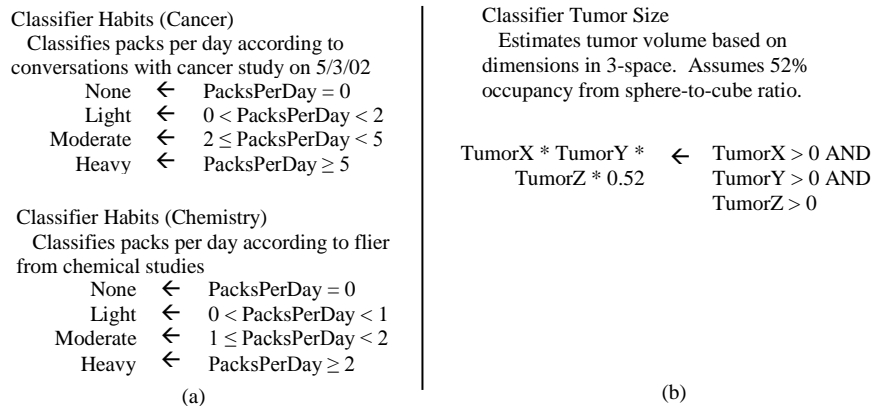 Classifier Habits (Cancer)
Classifies packs per day according to
conversations with cancer study on 5/3/02
None ← PacksPerDay = 0
Light ← 0 < PacksPerDay < 2
Moderate ← 2 ≤ PacksPerDay < 5
Heavy ← PacksPerDay ≥ 5
Classifier Habits (Chemistry)
Classifies packs per day according to flier
from chemical studies
None ← PacksPerDay = 0
Light ← 0 < PacksPerDay < 1
Moderate ← 1 ≤ PacksPerDay < 2
Heavy ← PacksPerDay ≥ 2
(a)
Classifier Tumor Size
Estimates tumor volume based on
dimensions in 3-space. Assumes 52%
occupancy from sphere-to-cube ratio.
TumorX * TumorY * ← TumorX > 0 AND
TumorZ * 0.52 TumorY > 0 AND
TumorZ > 0
(b)